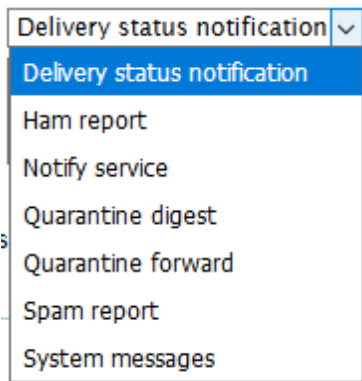 Delivery status notification
Delivery status notification
Ham report
Notify service
Quarantine digest
s
Quarantine forward
Spam report
System messages